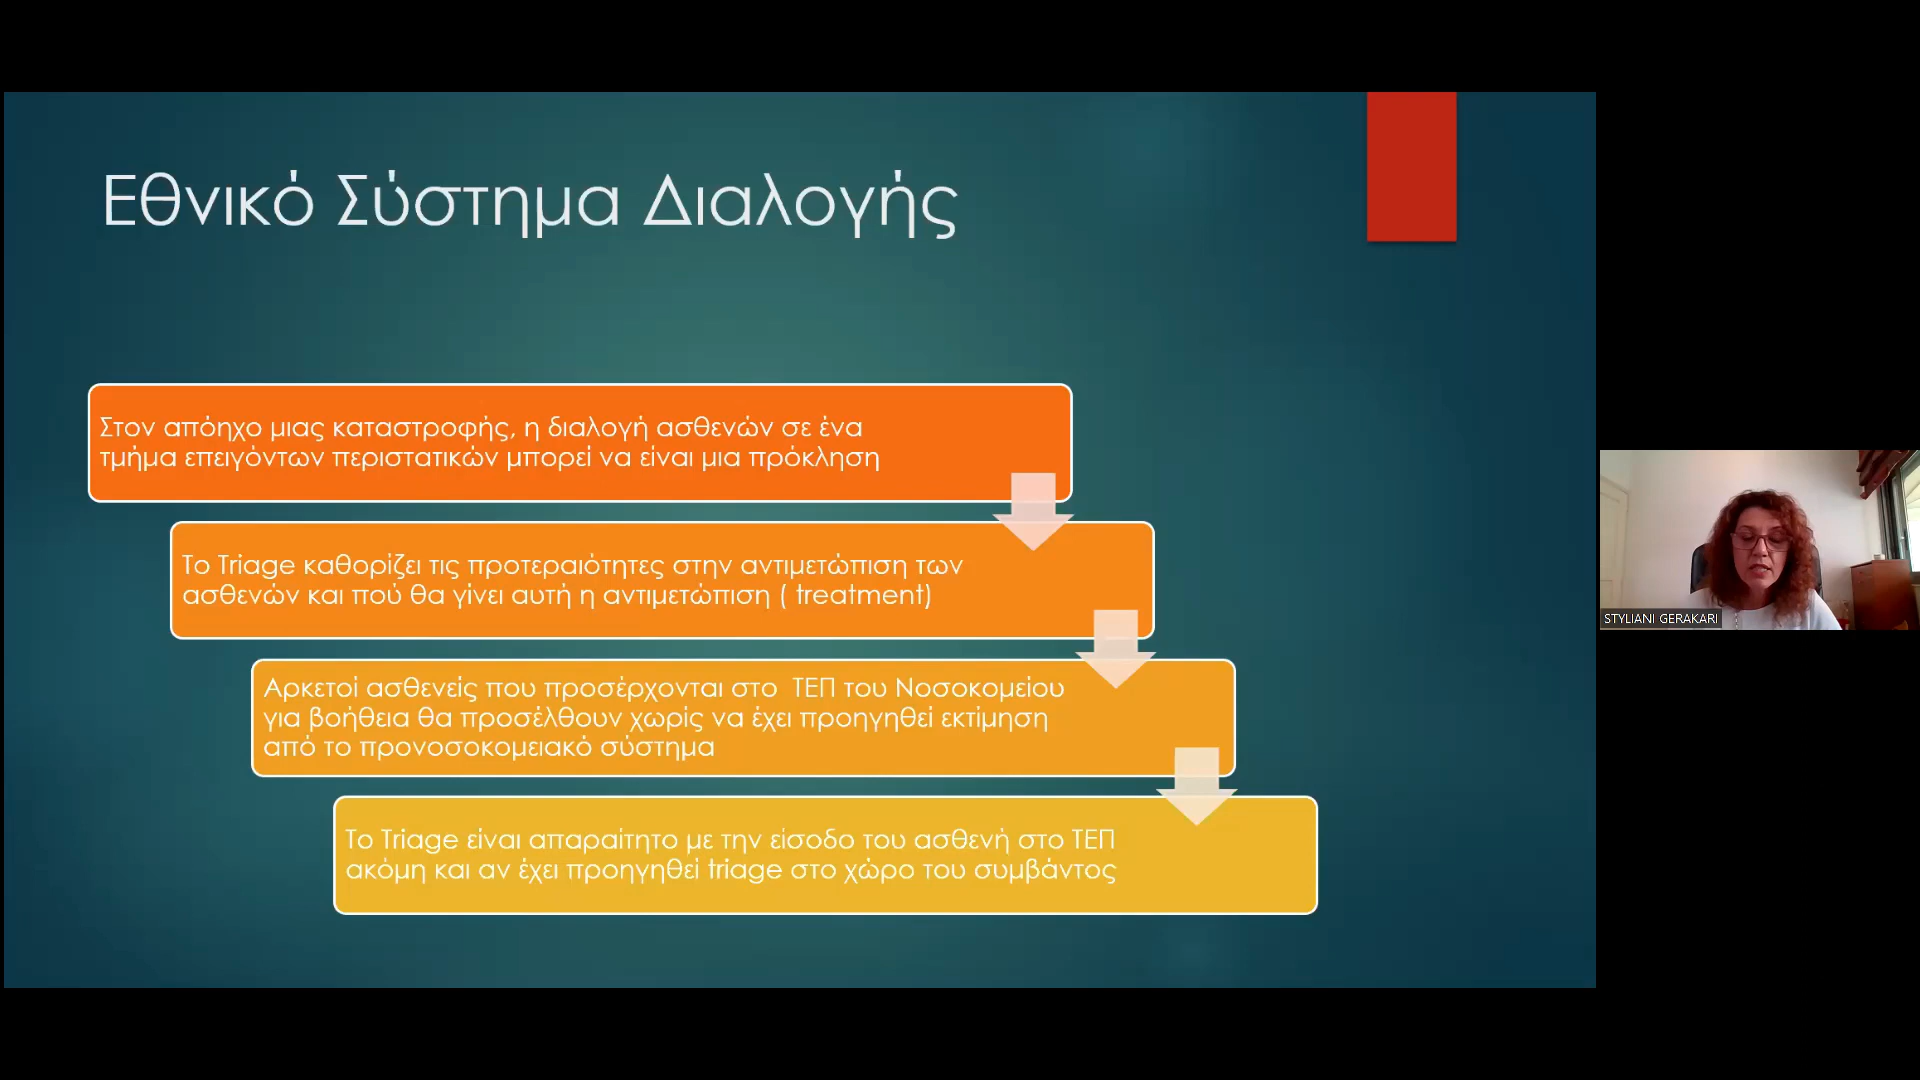 Εθνικό Σύστημα Διαλογής
Στον απόηχο μιας καταστροφής, η διαλογή ασθενών σε ένα
τμήμα επειγόντων περιστατικών μπορεί να είναι μια πρόκληση
Το Triage καθορίζει τις προτεραιότητες στην αντιμετώπιση των
ασθενών και πού θα γίνει αυτή η αντιμετώπιση ( treatment)
Αρκετοί ασθενείς που προσέρχονται στο ΤΕΠ του Νοσοκομείου
για βοήθεια θα προσέλθουν χωρίς να έχει προηγηθεί εκτίμηση
από το προνοσοκομειακό σύστημα
Το Triage είναι απαραίτητο με την είσοδο του ασθενή στο ΤΕΠ
ακόμη και αν έχει προηγηθεί triage στο χώρο του συμβάντος
STYLIANI GERAKARI